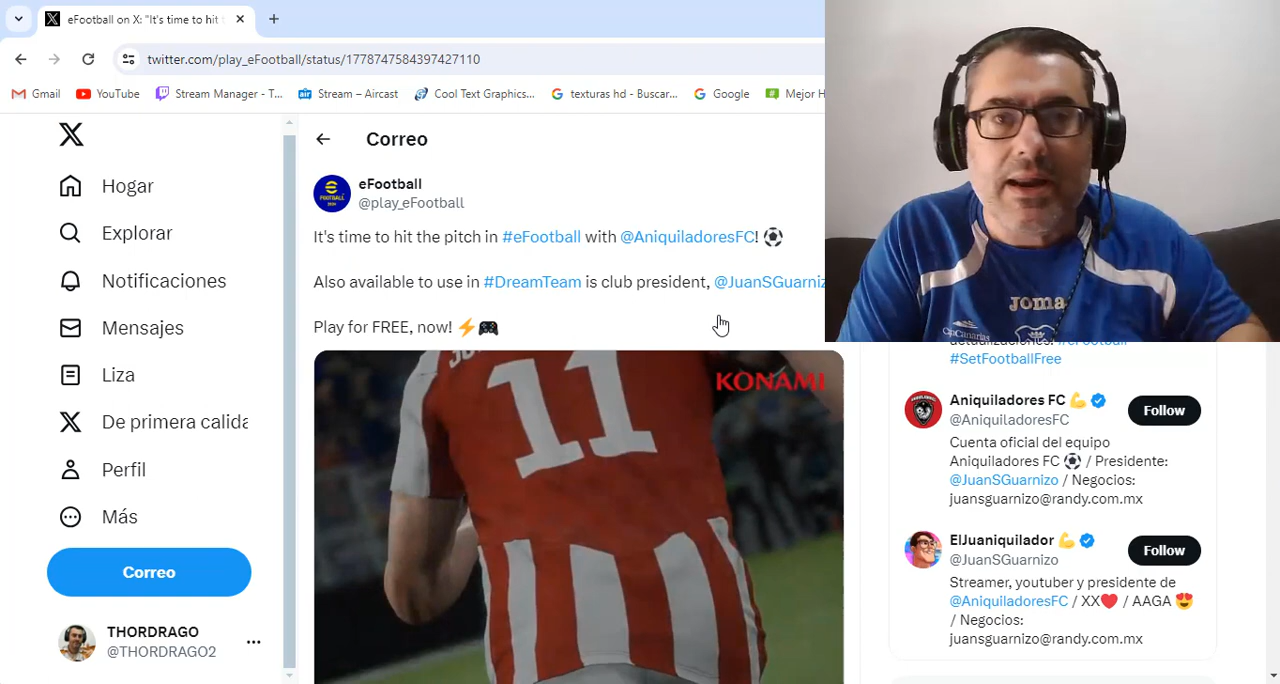 eFootball on X: "It's time to hit
twitter.com/play_eFootball/status/1778747584397427110
Gmail
YouTube
Stream Manager - T...
Stream – Aircast
Cool Text Graphics...
texturas hd - Buscar...
Google
Mejor H
Hogar
Explorar
Notificaciones
Mensajes
Liza
De primera calida
Perfil
Más
Correo
THORDRAGO
@THORDRAGO2
Correo
eFootball
@play_eFootball
It's time to hit the pitch in #eFootball with @AniquiladoresFC! ⚽
Also available to use in #DreamTeam is club president, @JuanSGuarniz
Play for FREE, now! ⚡🎮
11
KONAMI
Joma
actualizaciones. #eFootball
#SetFootballFree
Aniquiladores FC 💪
@AniquiladoresFC
Follow
Cuenta oficial del equipo
Aniquiladores FC ⚽ / Presidente:
@JuanSGuarnizo / Negocios:
juansguarnizo@randy.com.mx
ElJuaniquilador 💪
@JuanSGuarnizo
Follow
Streamer, youtuber y presidente de
@AniquiladoresFC / XX❤️ / AAGA 😍
/ Negocios:
juansguarnizo@randy.com.mx